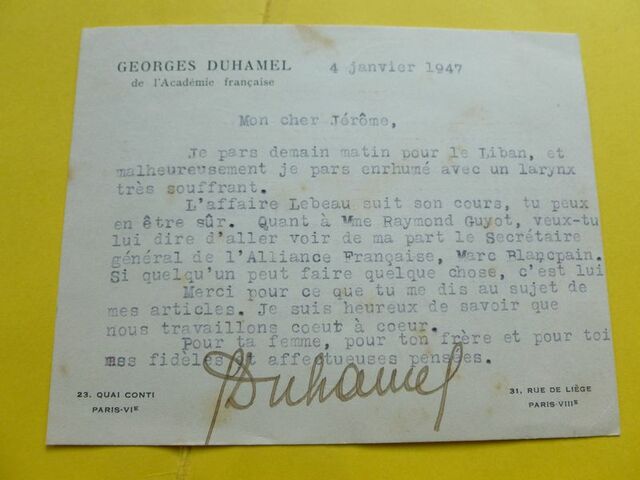 GEORGES DUHAMEL
de l'Académie française
4 janvier 1947
Mon cher Jérôme,
Je pars demain matin pour le Liban, et
malheureusement je pars enrhumé avec un larynx
très souffrant.
L'affaire Lebeau suit son cours, tu peux
en être sûr. Quant à Mme Raymond Guyot, veux-tu
lui dire d'aller voir de ma part le Secrétaire
général de l'Alliance Française, Marc Blancpain.
Si quelqu'un peut faire quelque chose, c'est lui
Merci pour ce que tu me dis au sujet de
mes articles. Je suis heureux de savoir que
nous travaillons coeut à coeur.
Pour ta femme, pour ton frère et pour toi
mes fidèles et affectueuses pensées.
Duhamel
23. QUAI CONTI
PARIS-VIE
31, RUE DE LIÈGE
PARIS-VIIIE